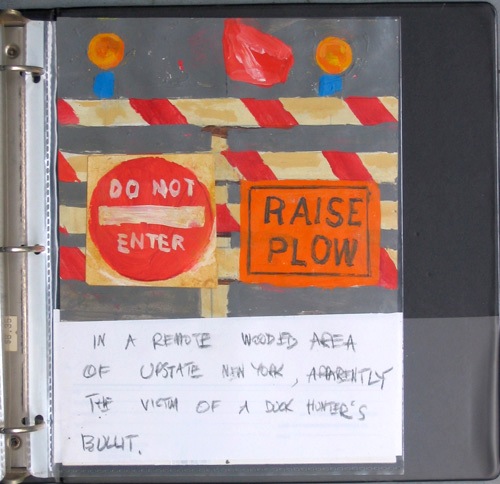 DO NOT
ENTER
RAISE
PLOW
IN A REMOTE WOODED AREA
OF UPSTATE NEW YORK, APPARENTLY
THE VICTIM OF A DUCK HUNTER'S
BULLIT.